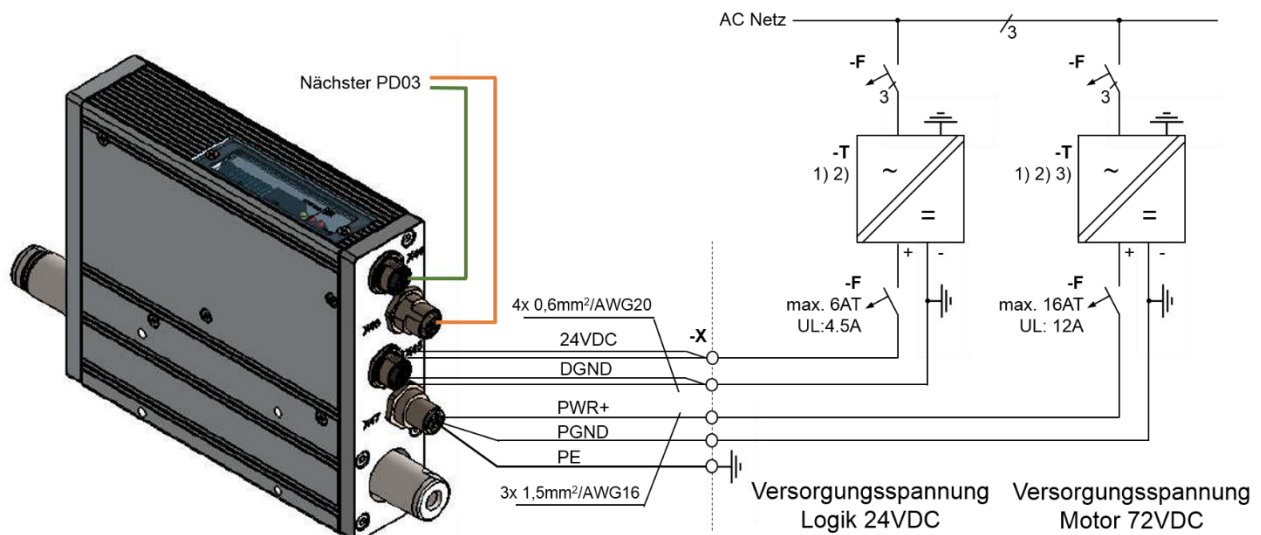 AC Netz
3
Nächster PD03
-F
3
-F
3
-T
1) 2)
~
=
-T
1) 2) 3)
~
=
+ -
+ -
-F
max. 6AT
UL:4.5A
-F
max. 16AT
UL: 12A
4x 0,6mm²/AWG20
-X
24VDC
DGND
PWR+
PGND
PE
3x 1,5mm²/AWG16
Versorgungsspannung
Logik 24VDC
Versorgungsspannung
Motor 72VDC